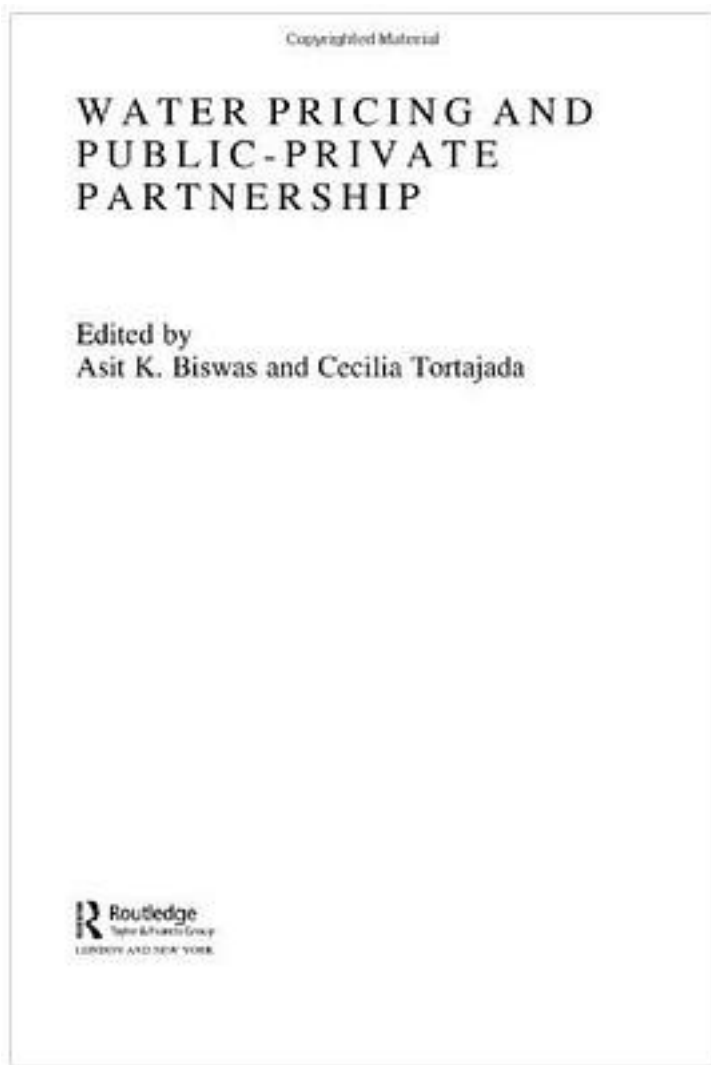 Copyrighted Material
WATER PRICING AND
PUBLIC-PRIVATE
PARTNERSHIP
Edited by
Asit K. Biswas and Cecilia Tortajada
Routledge
Taylor & Francis Group
LONDON AND NEW YORK